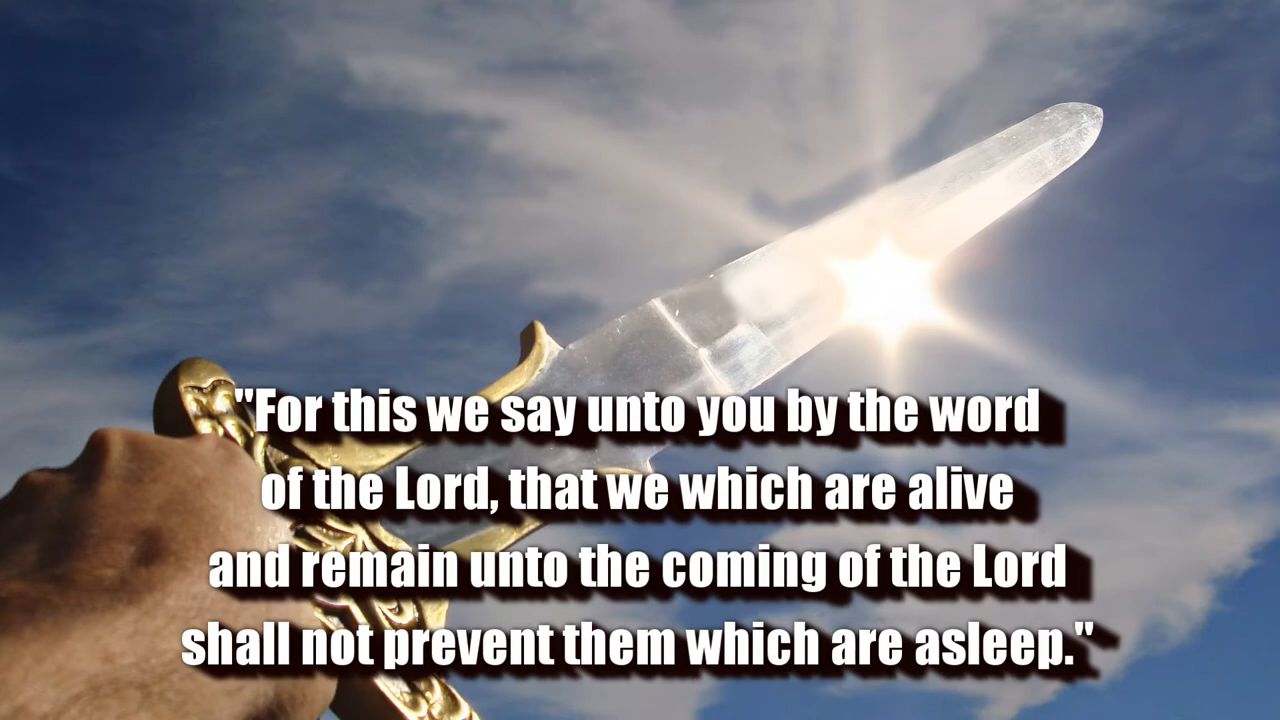 "For this we say unto you by the word
of the Lord, that we which are alive
and remain unto the coming of the Lord
shall not prevent them which are asleep."